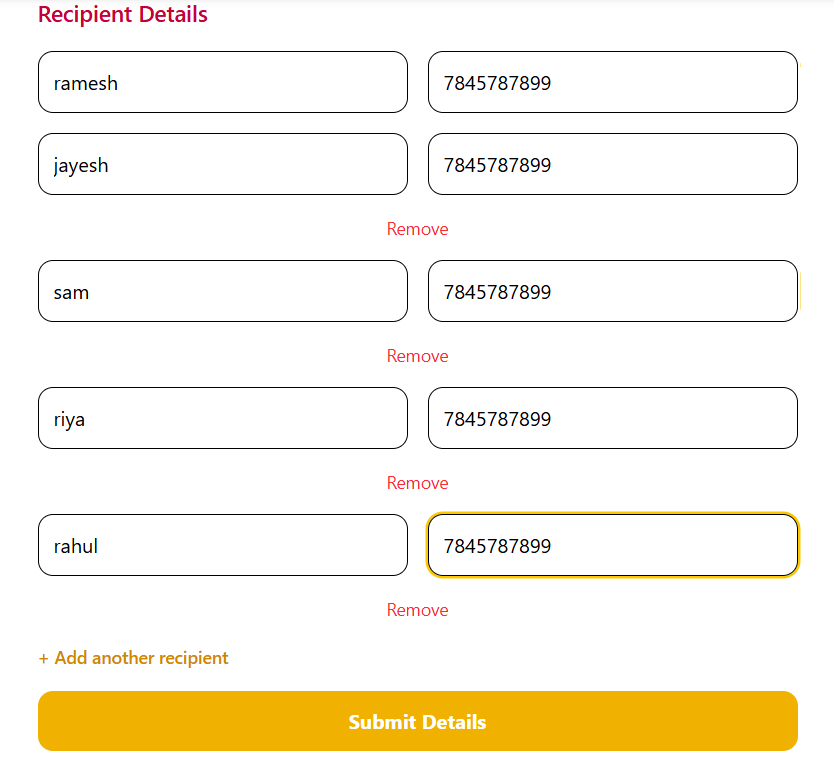 Recipient Details
ramesh 7845787899
jayesh 7845787899
Remove
sam 7845787899
Remove
riya 7845787899
Remove
rahul 7845787899
Remove
+ Add another recipient
Submit Details